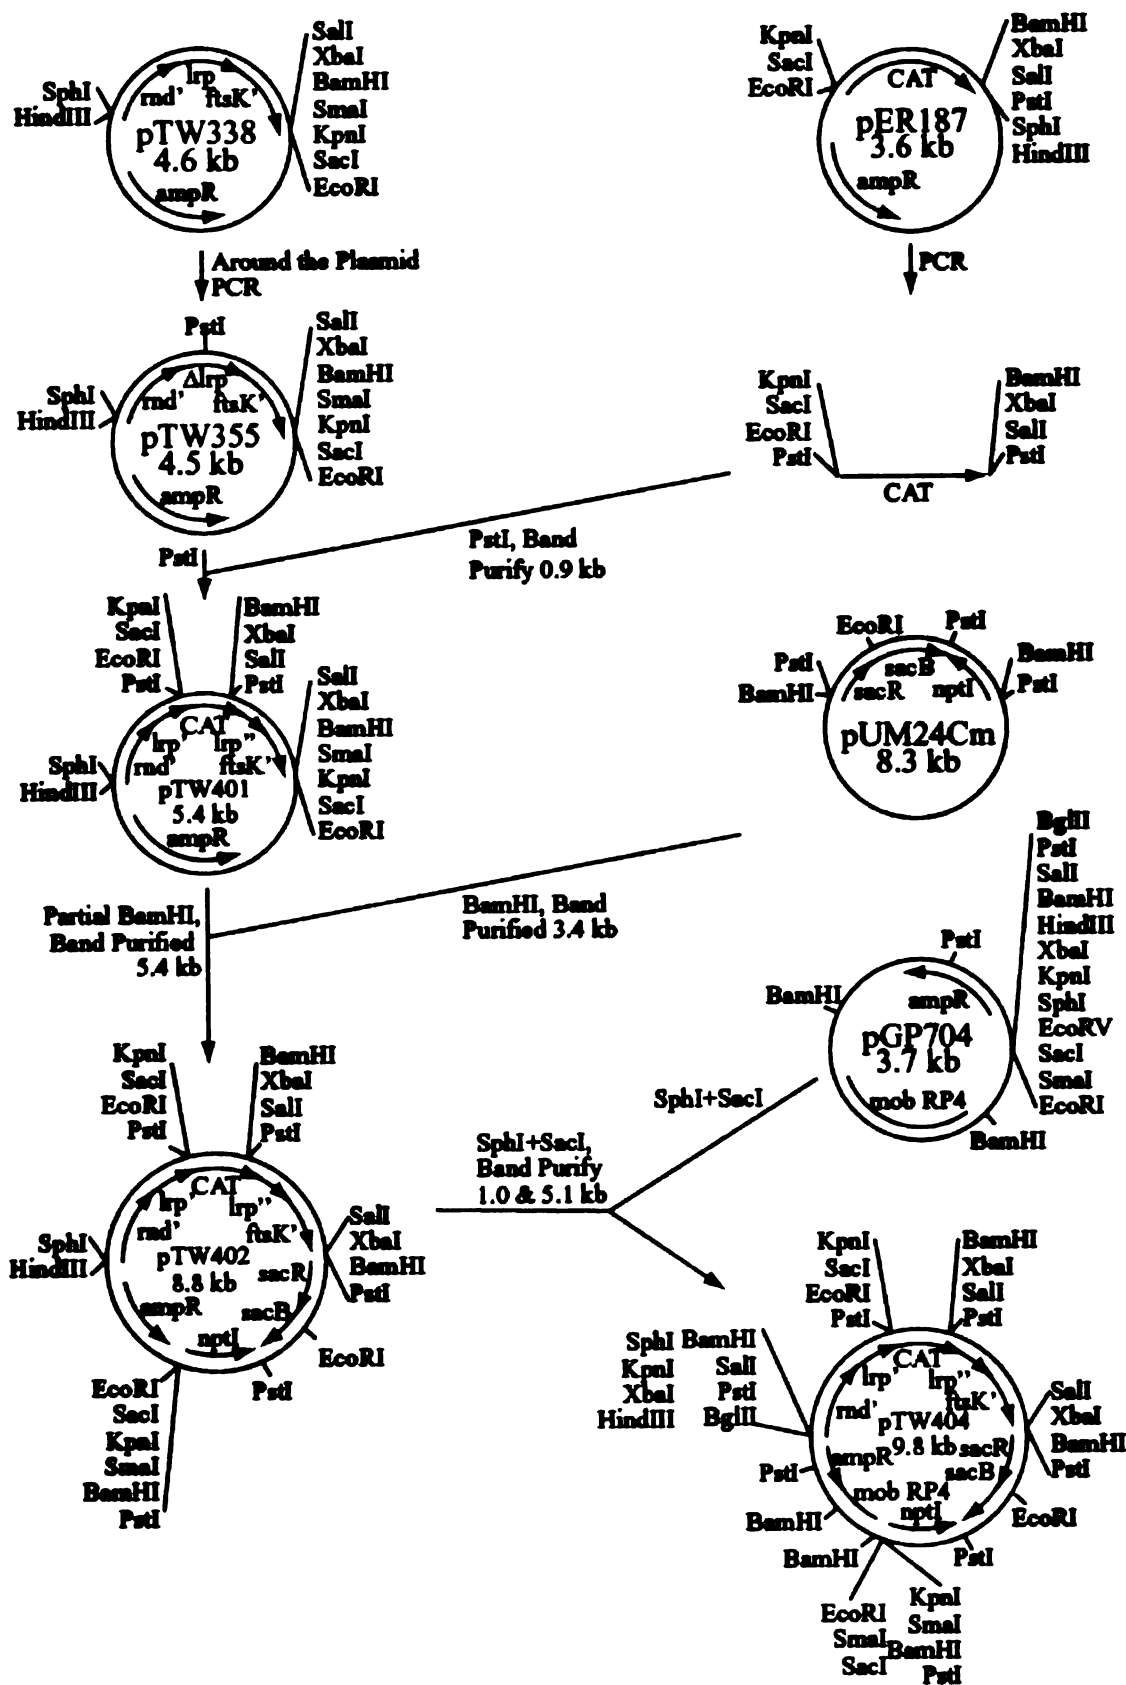 SphI
HindIII
rnd'
lrp
ftsK'
pTW338
4.6 kb
ampR
SalI
XbaI
BamHI
SmaI
KpnI
SacI
EcoRI
KpnI
SacI
EcoRI
CAT
pER187
3.6 kb
ampR
BamHI
XbaI
SalI
PstI
SphI
HindIII
Around the Plasmid
PCR
PCR
PstI
SphI
HindIII
rnd'
Δlrp
ftsK'
pTW355
4.5 kb
ampR
SalI
XbaI
BamHI
SmaI
KpnI
SacI
EcoRI
KpnI
SacI
EcoRI
PstI
CAT
BamHI
XbaI
SalI
PstI
PstI
PstI, Band
Purify 0.9 kb
KpnI
SacI
EcoRI
PstI
BamHI
XbaI
SalI
PstI
SphI
HindIII
CAT
lrp'
lrp''
rnd'
ftsK'
pTW401
5.4 kb
ampR
SalI
XbaI
BamHI
SmaI
KpnI
SacI
EcoRI
EcoRI
PstI
PstI
BamHI
sacB
sacR
nptI
pUM24Cm
8.3 kb
BamHI
PstI
Partial BamHI,
Band Purified
5.4 kb
BamHI, Band
Purified 3.4 kb
PstI
BamHI
ampR
pGP704
3.7 kb
mob RP4
BamHI
BglII
PstI
SalI
BamHI
HindIII
XbaI
KpnI
SphI
EcoRV
SacI
SmaI
EcoRI
KpnI
SacI
EcoRI
PstI
BamHI
XbaI
SalI
PstI
SphI
HindIII
CAT
lrp'
lrp''
rnd'
ftsK'
pTW402
8.8 kb
sacR
ampR
sacB
nptI
SalI
XbaI
BamHI
PstI
EcoRI
PstI
EcoRI
SacI
KpnI
SmaI
BamHI
PstI
SphI+SacI
SphI+SacI,
Band Purify
1.0 & 5.1 kb
KpnI
SacI
EcoRI
PstI
BamHI
XbaI
SalI
PstI
SphI BamHI
KpnI SalI
XbaI PstI
HindIII BglII
CAT
lrp'
lrp''
rnd'
ftsK'
pTW404
9.8 kb
sacR
ampR
sacB
mob RP4
nptI
SalI
XbaI
BamHI
PstI
EcoRI
PstI
PstI
BamHI
BamHI
EcoRI
SmaI
SacI
KpnI
SmaI
BamHI
PstI